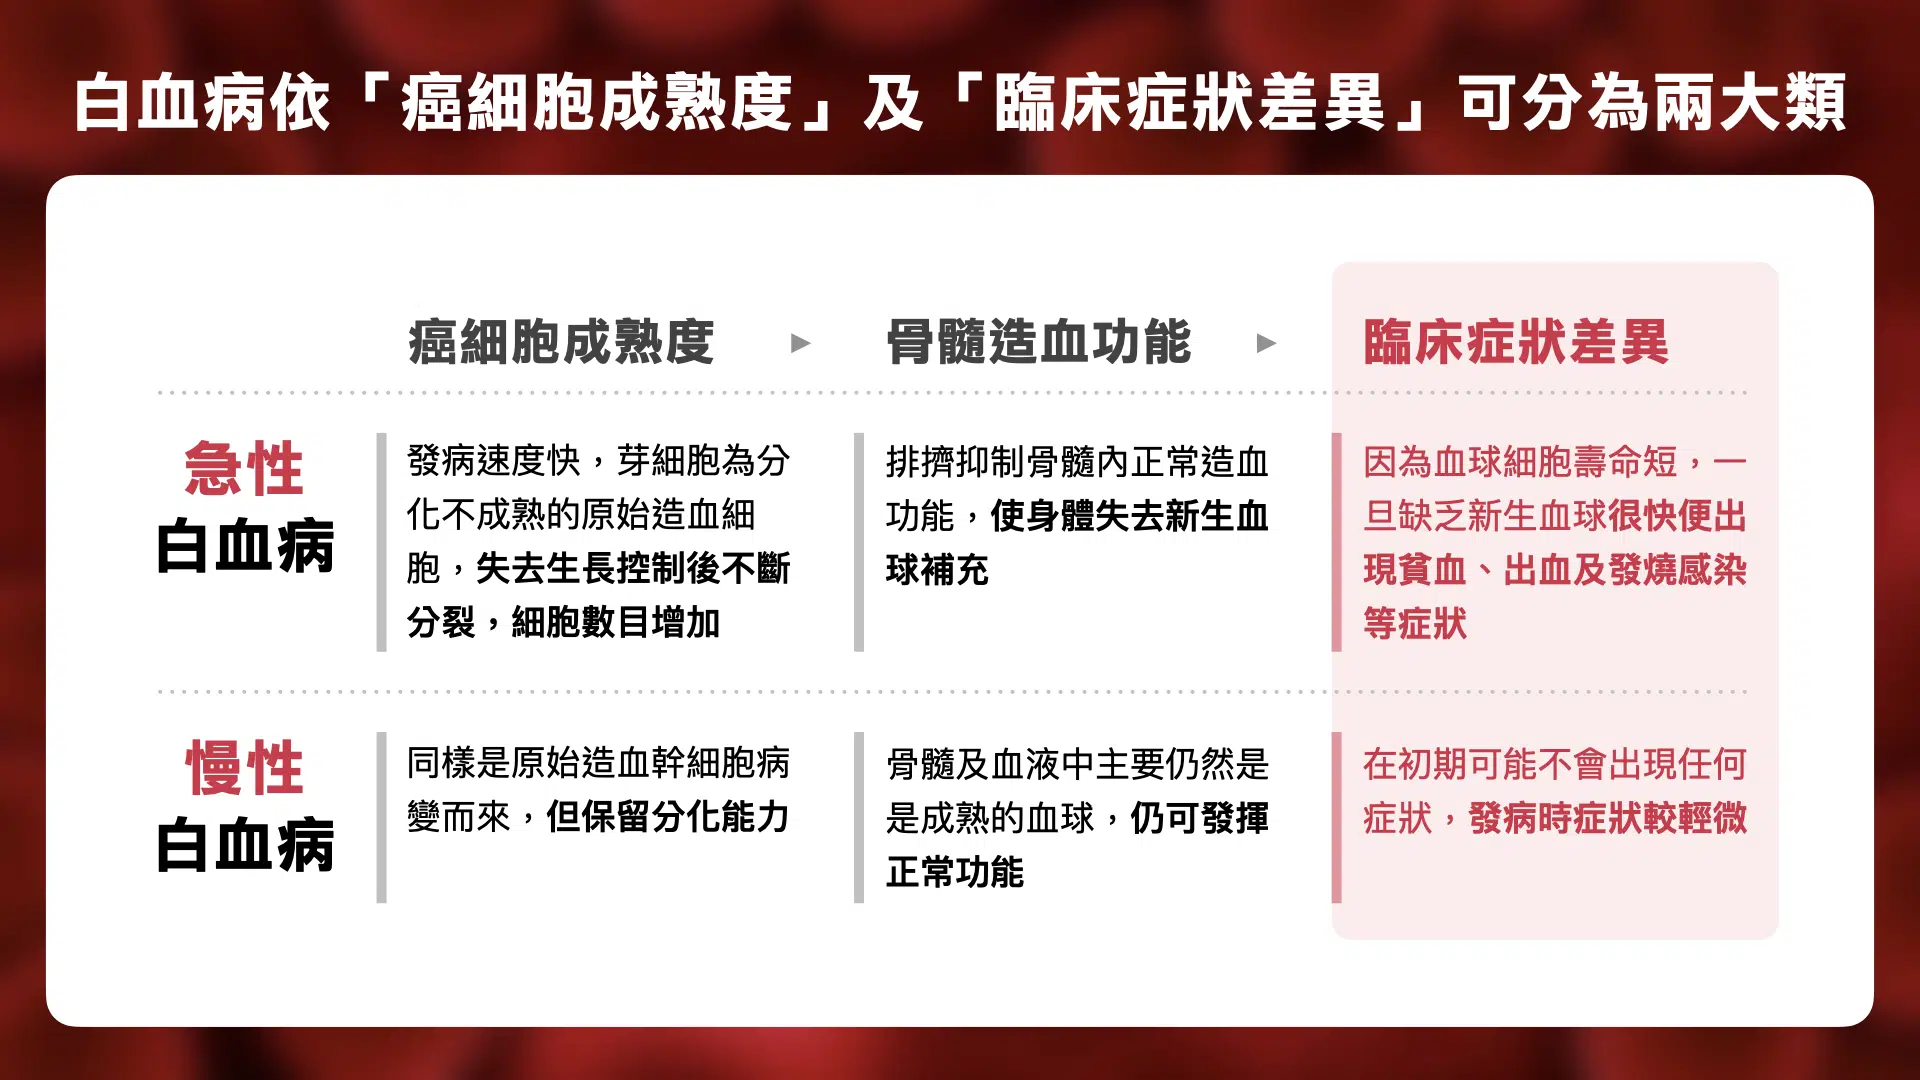 白血病依「癌細胞成熟度」及「臨床症狀差異」可分為兩大類
癌細胞成熟度
▶
骨髓造血功能
▶
臨床症狀差異
急性
白血病
發病速度快，芽細胞為分
化不成熟的原始造血細
胞，失去生長控制後不斷
分裂，細胞數目增加
排擠抑制骨髓內正常造血
功能，使身體失去新生血
球補充
因為血球細胞壽命短，一
旦缺乏新生血球很快便出
現貧血、出血及發燒感染
等症狀
慢性
白血病
同樣是原始造血幹細胞病
變而來，但保留分化能力
骨髓及血液中主要仍然是
是成熟的血球，仍可發揮
正常功能
在初期可能不會出現任何
症狀，發病時症狀較輕微